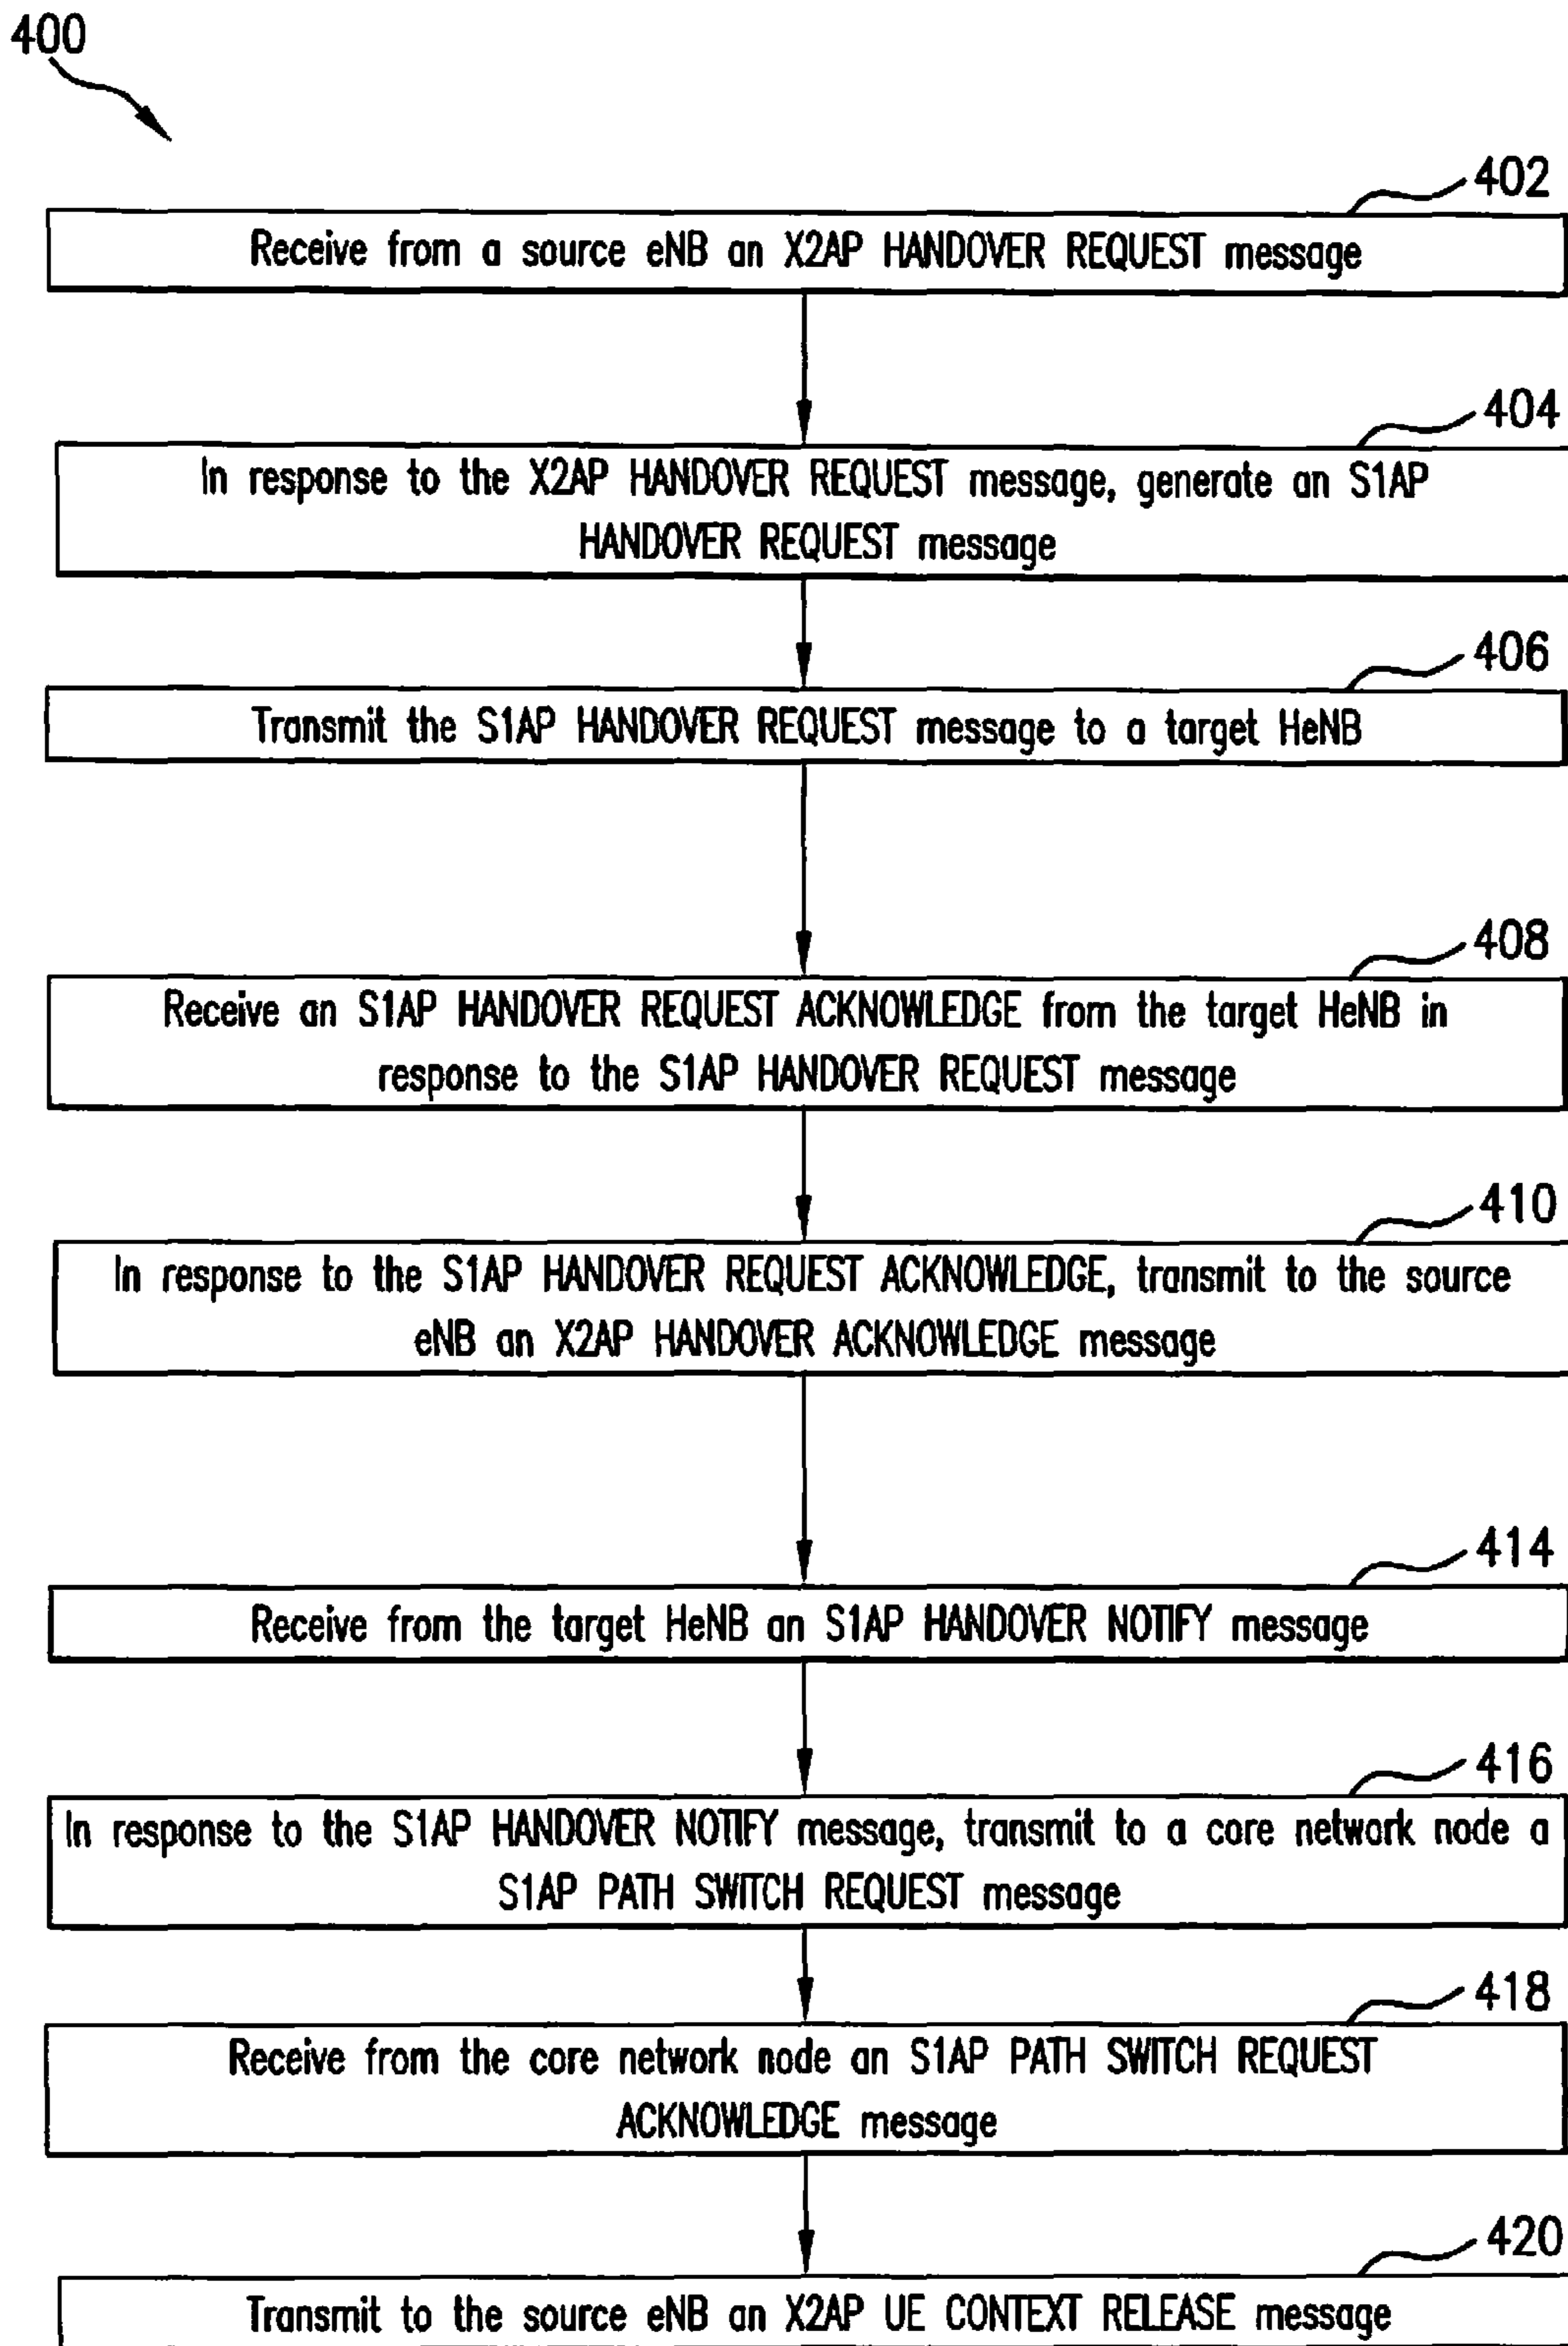 400
402
Receive from a source eNB an X2AP HANDOVER REQUEST message
404
In response to the X2AP HANDOVER REQUEST message, generate an S1AP
HANDOVER REQUEST message
406
Transmit the S1AP HANDOVER REQUEST message to a target HeNB
408
Receive an S1AP HANDOVER REQUEST ACKNOWLEDGE from the target HeNB in
response to the S1AP HANDOVER REQUEST message
410
In response to the S1AP HANDOVER REQUEST ACKNOWLEDGE, transmit to the source
eNB an X2AP HANDOVER ACKNOWLEDGE message
414
Receive from the target HeNB an S1AP HANDOVER NOTIFY message
416
In response to the S1AP HANDOVER NOTIFY message, transmit to a core network node a
S1AP PATH SWITCH REQUEST message
418
Receive from the core network node an S1AP PATH SWITCH REQUEST
ACKNOWLEDGE message
420
Transmit to the source eNB an X2AP UE CONTEXT RELEASE message